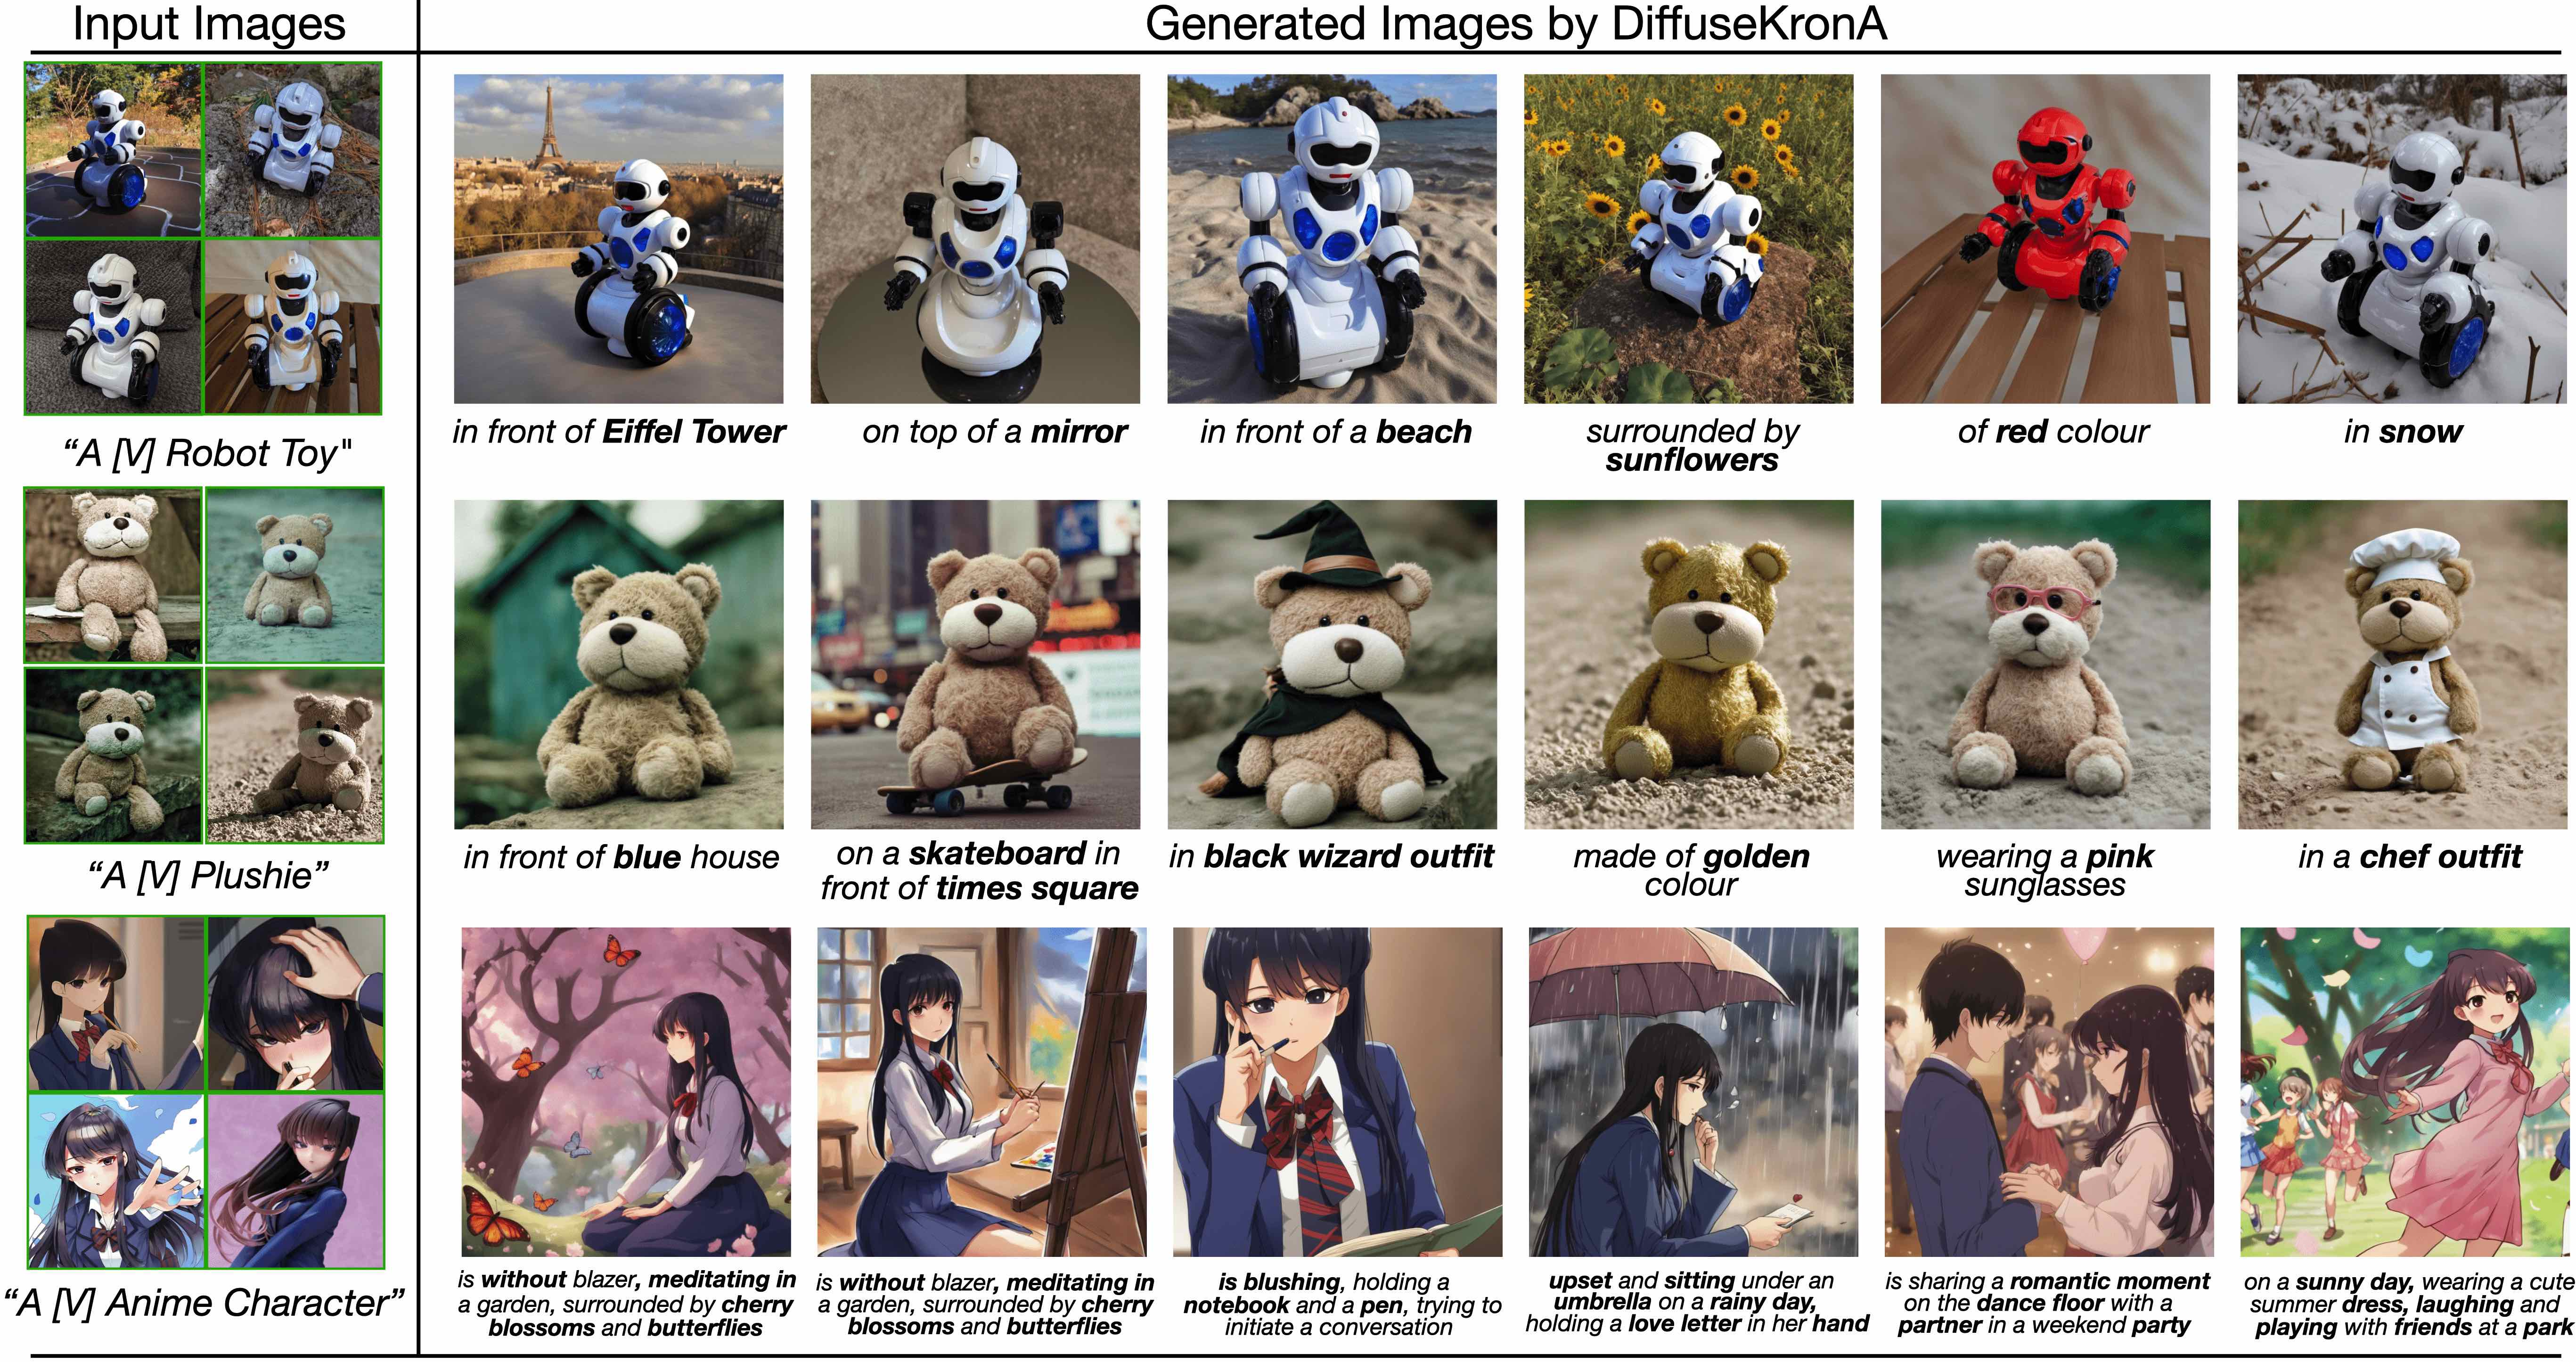 Input Images
Generated Images by DiffuseKronA
“A [V] Robot Toy"
in front of Eiffel Tower
on top of a mirror
in front of a beach
surrounded by
sunflowers
of red colour
in snow
“A [V] Plushie”
in front of blue house
on a skateboard in
front of times square
in black wizard outfit
made of golden
colour
wearing a pink
sunglasses
in a chef outfit
“A [V] Anime Character”
is without blazer, meditating in
a garden, surrounded by cherry
blossoms and butterflies
is without blazer, meditating in
a garden, surrounded by cherry
blossoms and butterflies
is blushing, holding a
notebook and a pen, trying to
initiate a conversation
upset and sitting under an
umbrella on a rainy day,
holding a love letter in her hand
is sharing a romantic moment
on the dance floor with a
partner in a weekend party
on a sunny day, wearing a cute
summer dress, laughing and
playing with friends at a park